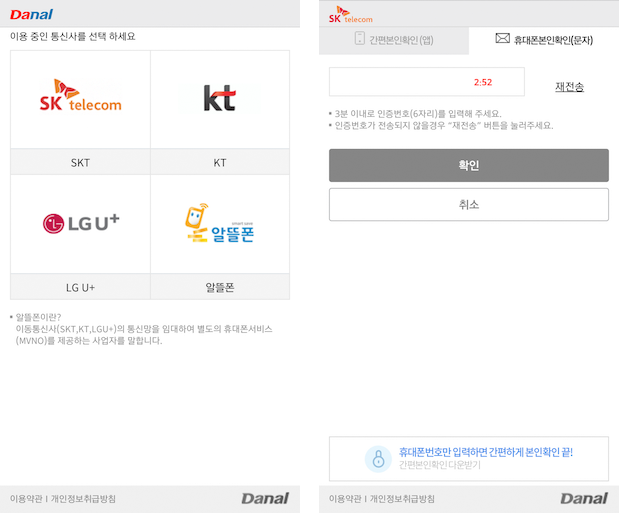 Danal
이용 중인 통신사를 선택 하세요
SK telecom
kt
SKT
KT
LG U+
smart save
알뜰폰
LG U+
알뜰폰
• 알뜰폰이란?
이동통신사(SKT,KT,LGU+)의 통신망을 임대하여 별도의 휴대폰서비스
(MVNO)를 제공하는 사업자를 말합니다.
이용약관 | 개인정보취급방침
Danal
SK telecom
간편본인확인 (앱)
휴대폰본인확인(문자)
2:52
재전송
• 3분 이내로 인증번호(6자리)를 입력해 주세요.
• 인증번호가 전송되지 않을경우 "재전송" 버튼을 눌러주세요.
확인
취소
휴대폰번호만 입력하면 간편하게 본인확인 끝!
간편본인확인 다운받기
이용약관 | 개인정보취급방침
Danal